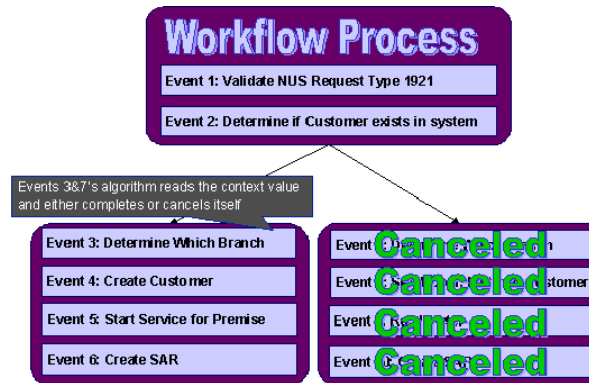 Workflow Process
Event 1: Validate NUS Request Type 1921
Event 2: Determine if Customer exists in system
Events 3&7's algorithm reads the context value
and either completes or cancels itself
Event 3: Determine Which Branch
Event 4: Create Customer
Event 5: Start Service for Premise
Event 6: Create SAR
Event
Canceled
Event
Canceled
Customer
Event
Canceled
Event
Canceled